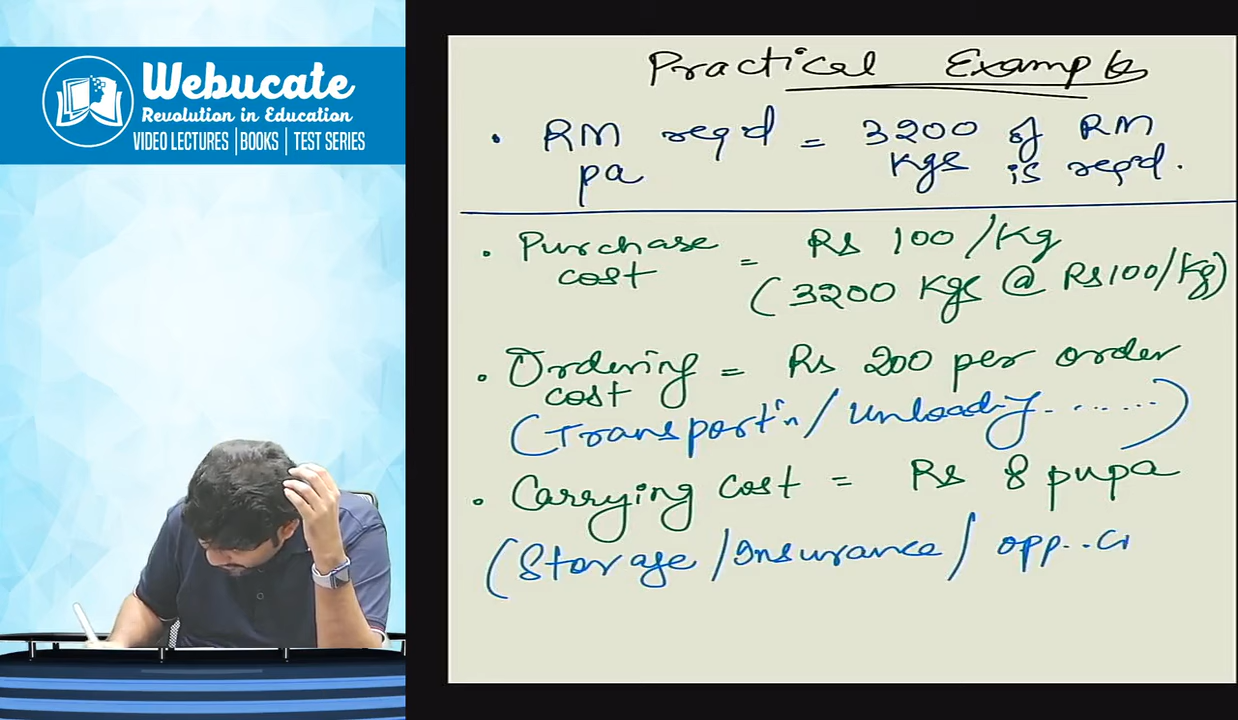 Webucate
Revolution in Education
VIDEO LECTURES | BOOKS | TEST SERIES
Practical Example
• RM req'd = 3200 of RM
pa kgs is req'd.
• Purchase = Rs 100/Kg
cost (3200 Kgs @ Rs100/Kg)
• Ordering = Rs 200 per order
cost
(Transport'n/unloading.......)
• Carrying cost = Rs 8 pupa
(Storage/Insurance/opp..c